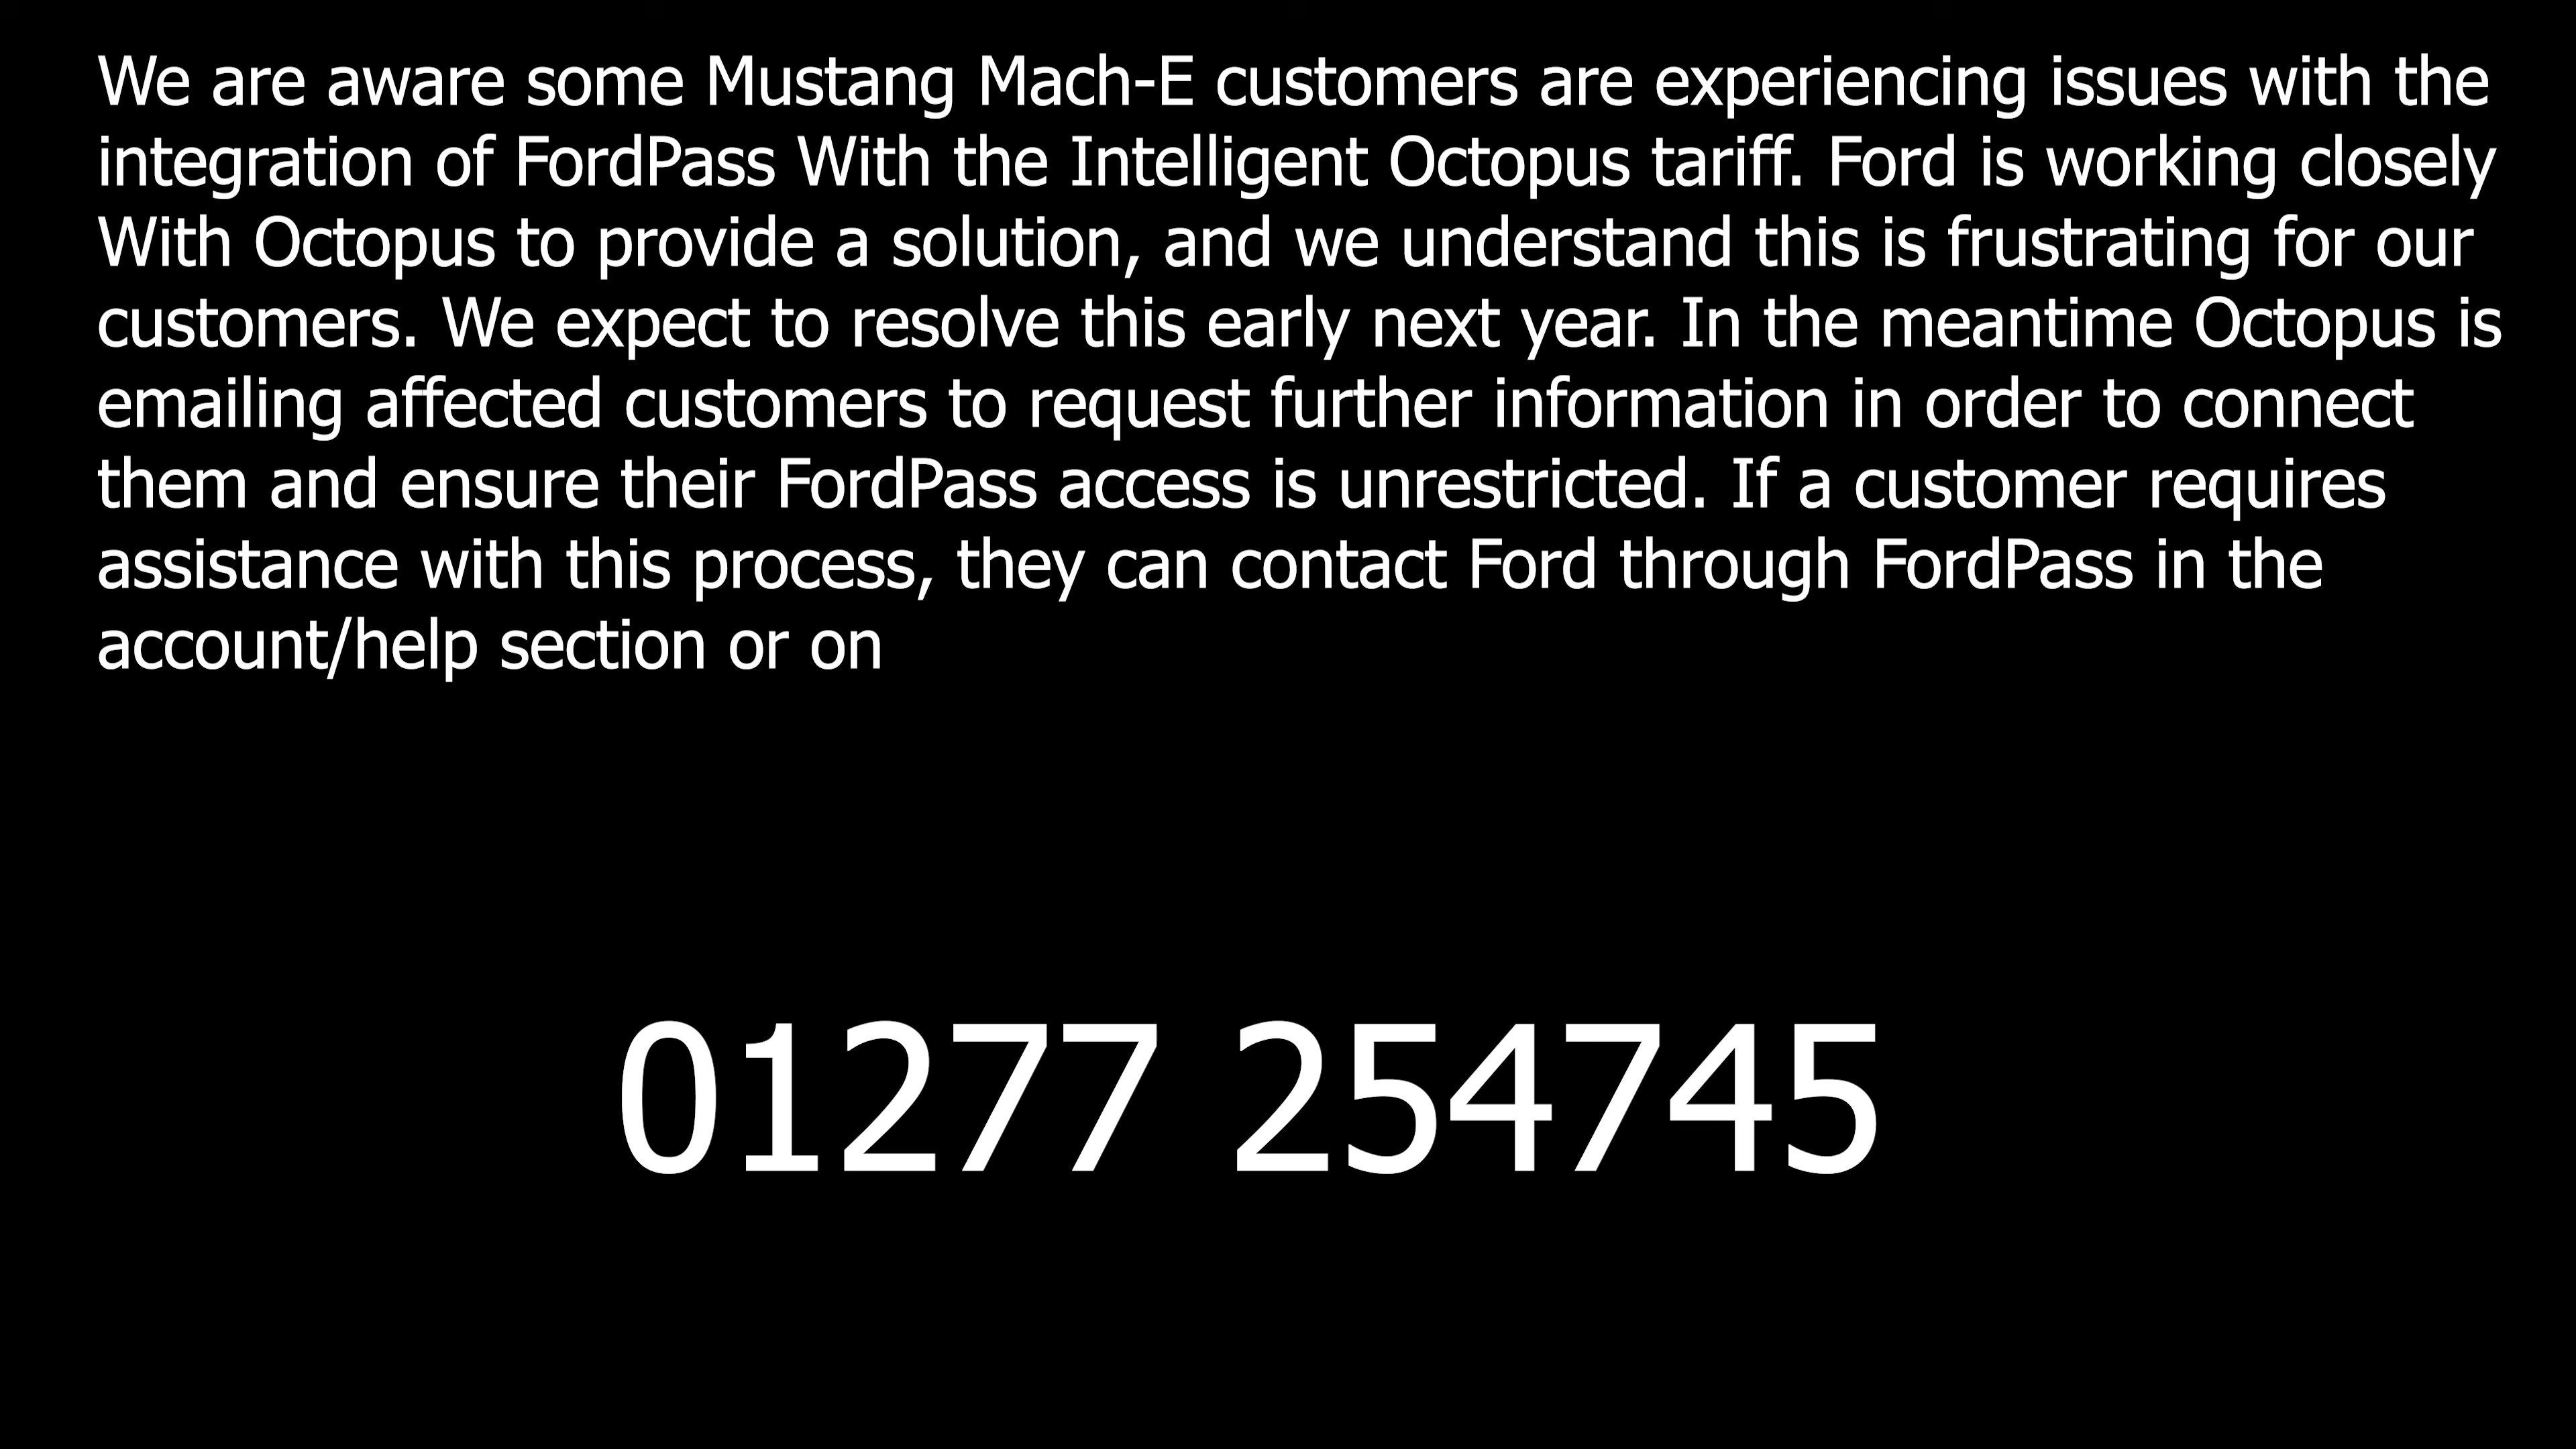 We are aware some Mustang Mach-E customers are experiencing issues with the
integration of FordPass With the Intelligent Octopus tariff. Ford is working closely
With Octopus to provide a solution, and we understand this is frustrating for our
customers. We expect to resolve this early next year. In the meantime Octopus is
emailing affected customers to request further information in order to connect
them and ensure their FordPass access is unrestricted. If a customer requires
assistance with this process, they can contact Ford through FordPass in the
account/help section or on
01277 254745